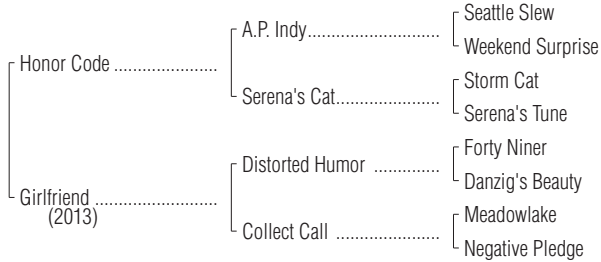 Seattle Slew
A.P. Indy
Weekend Surprise
Honor Code
Storm Cat
Serena's Cat
Serena's Tune
Forty Niner
Distorted Humor
Danzig's Beauty
Girlfriend
(2013)
Meadowlake
Collect Call
Negative Pledge